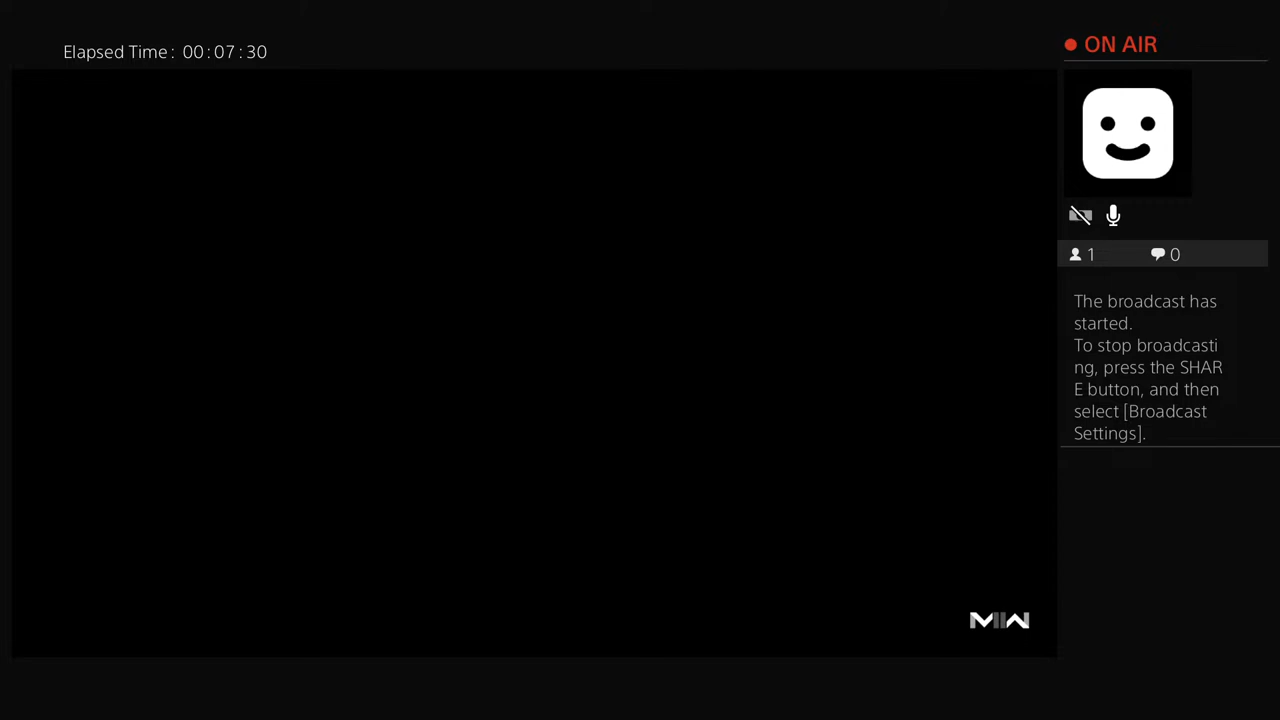 Elapsed Time: 00:07:30
ON AIR
1 0
The broadcast has
started.
To stop broadcasti
ng, press the SHAR
E button, and then
select [Broadcast
Settings].
MIIW